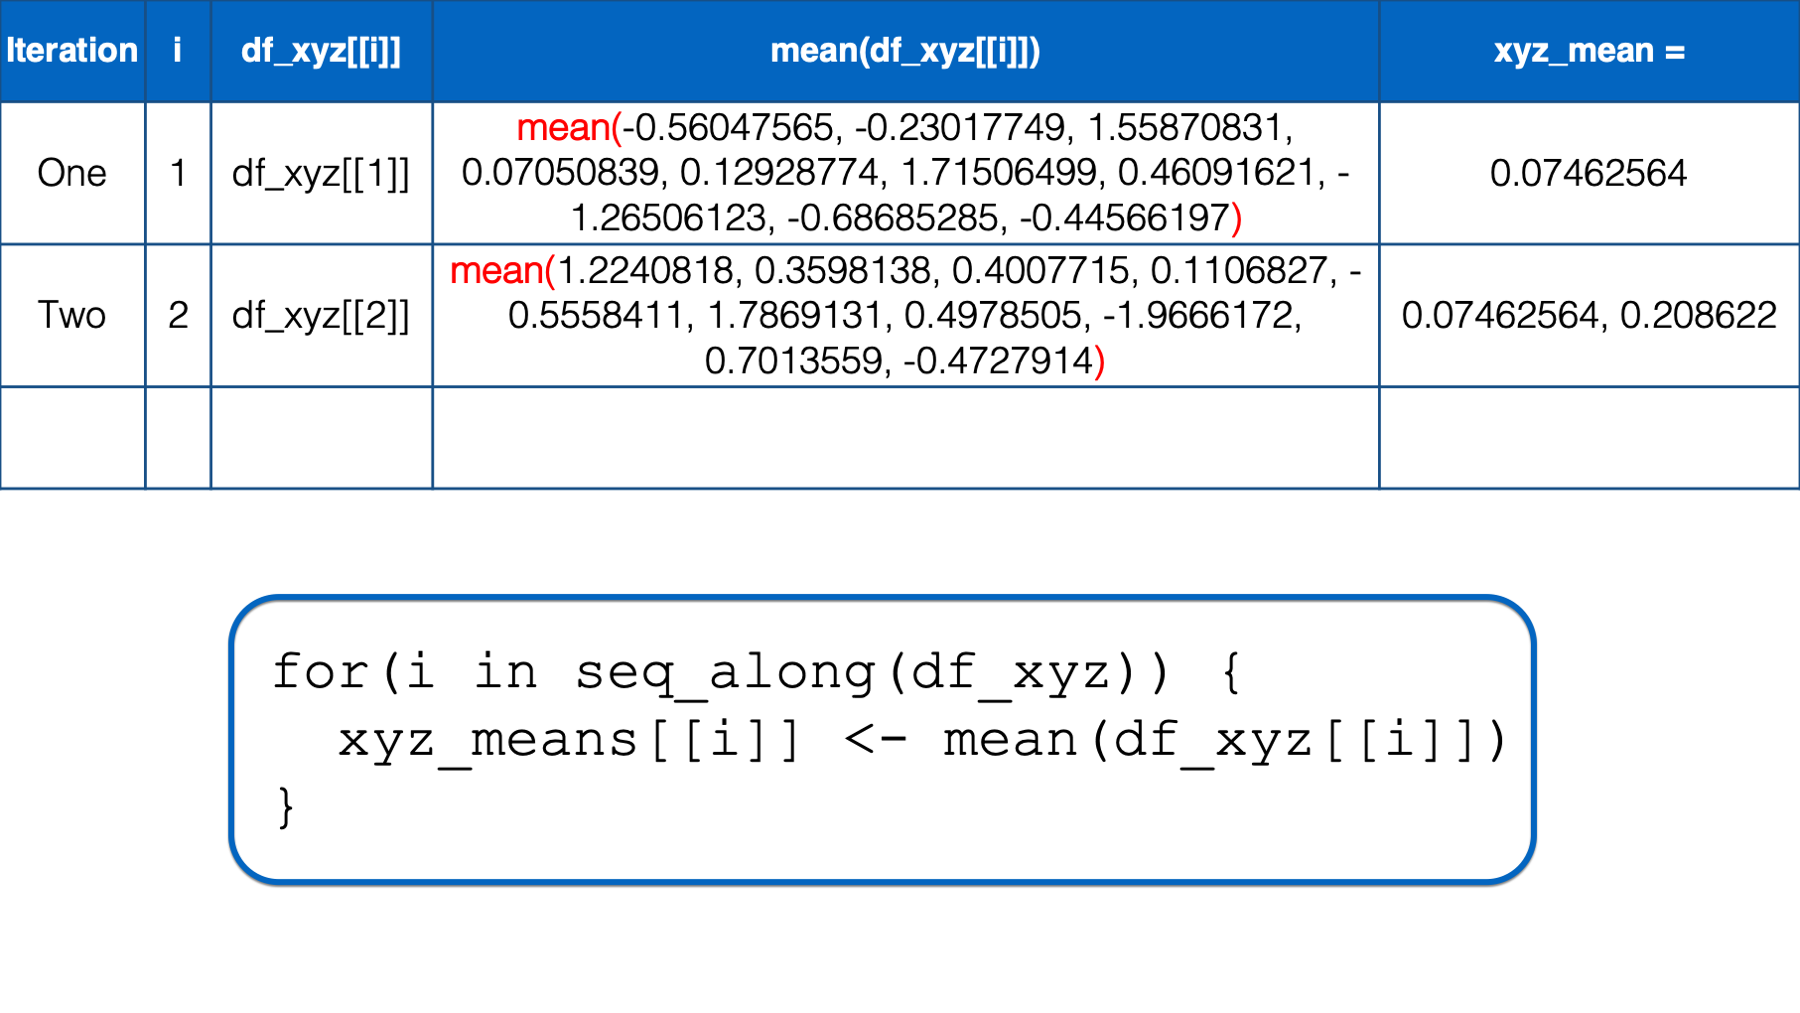 Iteration i df_xyz[[i]] mean(df_xyz[[i]]) xyz_mean =
One 1 df_xyz[[1]] mean(-0.56047565, -0.23017749, 1.55870831,
0.07050839, 0.12928774, 1.71506499, 0.46091621, -
1.26506123, -0.68685285, -0.44566197) 0.07462564
Two 2 df_xyz[[2]] mean(1.2240818, 0.3598138, 0.4007715, 0.1106827, -
0.5558411, 1.7869131, 0.4978505, -1.9666172,
0.7013559, -0.4727914) 0.07462564, 0.208622
for(i in seq_along(df_xyz)) {
  xyz_means[[i]] <- mean(df_xyz[[i]])
}